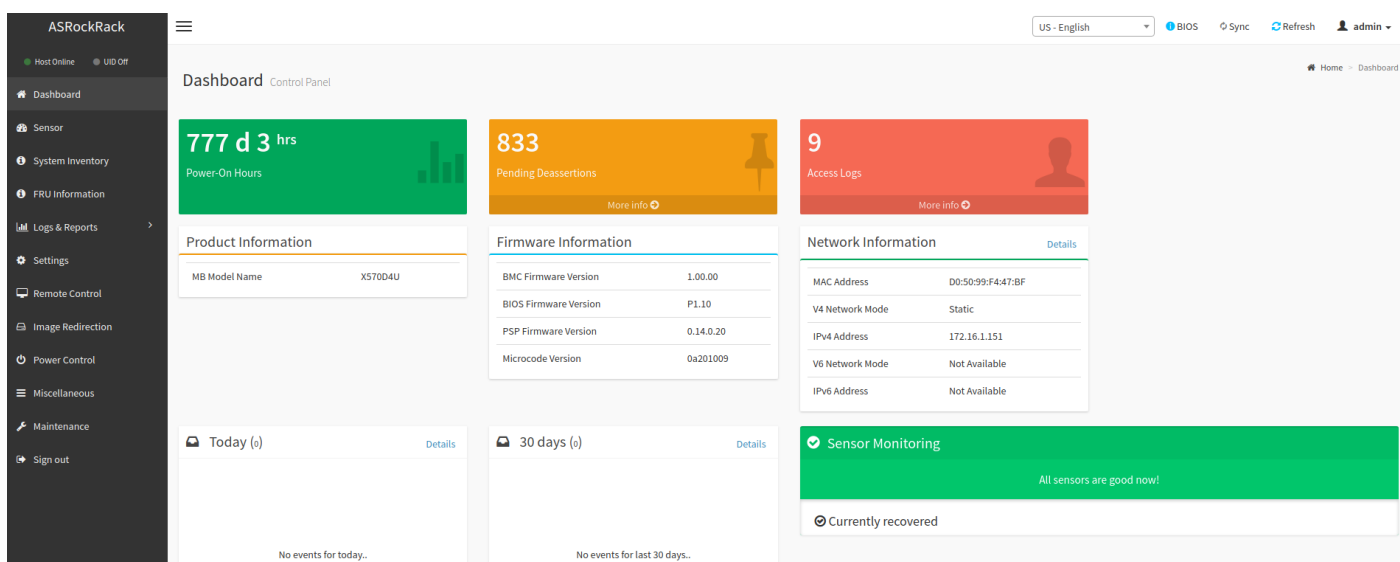 ASRockRack
US - English
BIOS
Sync
Refresh
admin
Host Online
UID Off
Dashboard Control Panel
Home > Dashboard
Dashboard
Sensor
System Inventory
FRU Information
Logs & Reports
Settings
Remote Control
Image Redirection
Power Control
Miscellaneous
Maintenance
Sign out
777 d 3 hrs
Power-On Hours
833
Pending Deassertions
More info
9
Access Logs
More info
Product Information
MB Model Name X570D4U
Firmware Information
BMC Firmware Version 1.00.00
BIOS Firmware Version P1.10
PSP Firmware Version 0.14.0.20
Microcode Version 0a201009
Network Information Details
MAC Address D0:50:99:F4:47:BF
V4 Network Mode Static
IPv4 Address 172.16.1.151
V6 Network Mode Not Available
IPv6 Address Not Available
Today (0) Details
No events for today..
30 days (0) Details
No events for last 30 days..
Sensor Monitoring
All sensors are good now!
Currently recovered